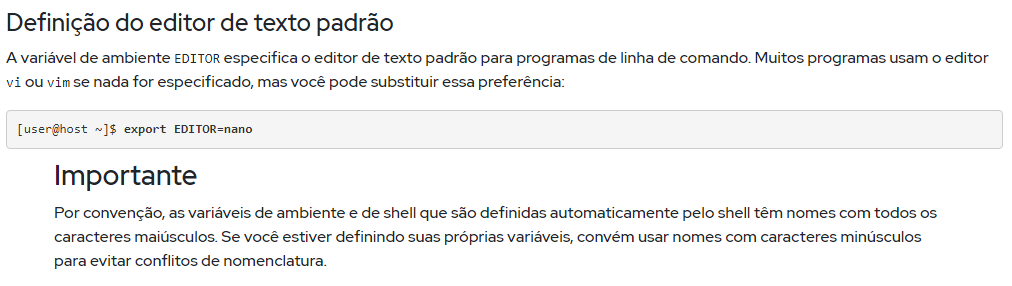 Definição do editor de texto padrão
A variável de ambiente EDITOR especifica o editor de texto padrão para programas de linha de comando. Muitos programas usam o editor
vi ou vim se nada for especificado, mas você pode substituir essa preferência:
[user@host ~]$ export EDITOR=nano
Importante
Por convenção, as variáveis de ambiente e de shell que são definidas automaticamente pelo shell têm nomes com todos os
caracteres maiúsculos. Se você estiver definindo suas próprias variáveis, convém usar nomes com caracteres minúsculos
para evitar conflitos de nomenclatura.